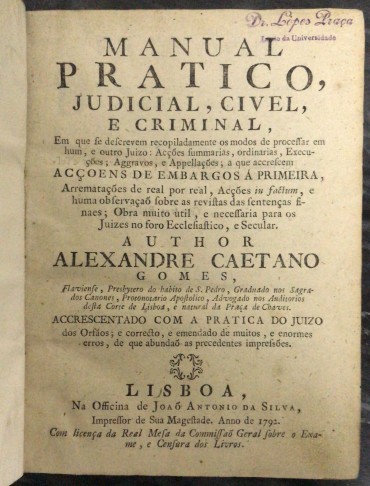 Dr. Lopes Praça
Lente da Universidade
MANUAL
PRATICO,
JUDICIAL, CIVEL,
E CRIMINAL,
Em que se descrevem recopiladamente os modos de processar em
hum, e outro Juizo: Acções summarias, ordinarias, Execu-
ções; Aggravos, e Appellações; a que accrescem
ACÇOENS DE EMBARGOS Á PRIMEIRA,
Arrematações de real por real, Acções in factum, e
huma observaçaõ sobre as revistas das sentenças fi-
naes; Obra muito util, e necessaria para os
Juizes no foro Ecclesiastico, e Secular.
AUTHOR
ALEXANDRE CAETANO
GOMES,
Flaviense, Presbytero do habito de S. Pedro, Graduado nos Sagra-
dos Canones, Protonotario Apostolico, Advogado nos Auditorios
desta Corte de Lisboa, e natural da Praça de Chaves.
ACCRESCENTADO COM A PRATICA DO JUIZO
dos Orfãos; e correcto, e emendado de muitos, e enormes
erros, de que abundaõ as precedentes impresões.
LISBOA,
Na Officina de JOAÕ ANTONIO DA SILVA,
Impressor de Sua Magestade. Anno de 1792.
Com licença da Real Mesa da Commissaõ Geral sobre o Exa-
me, e Censura dos Livros.